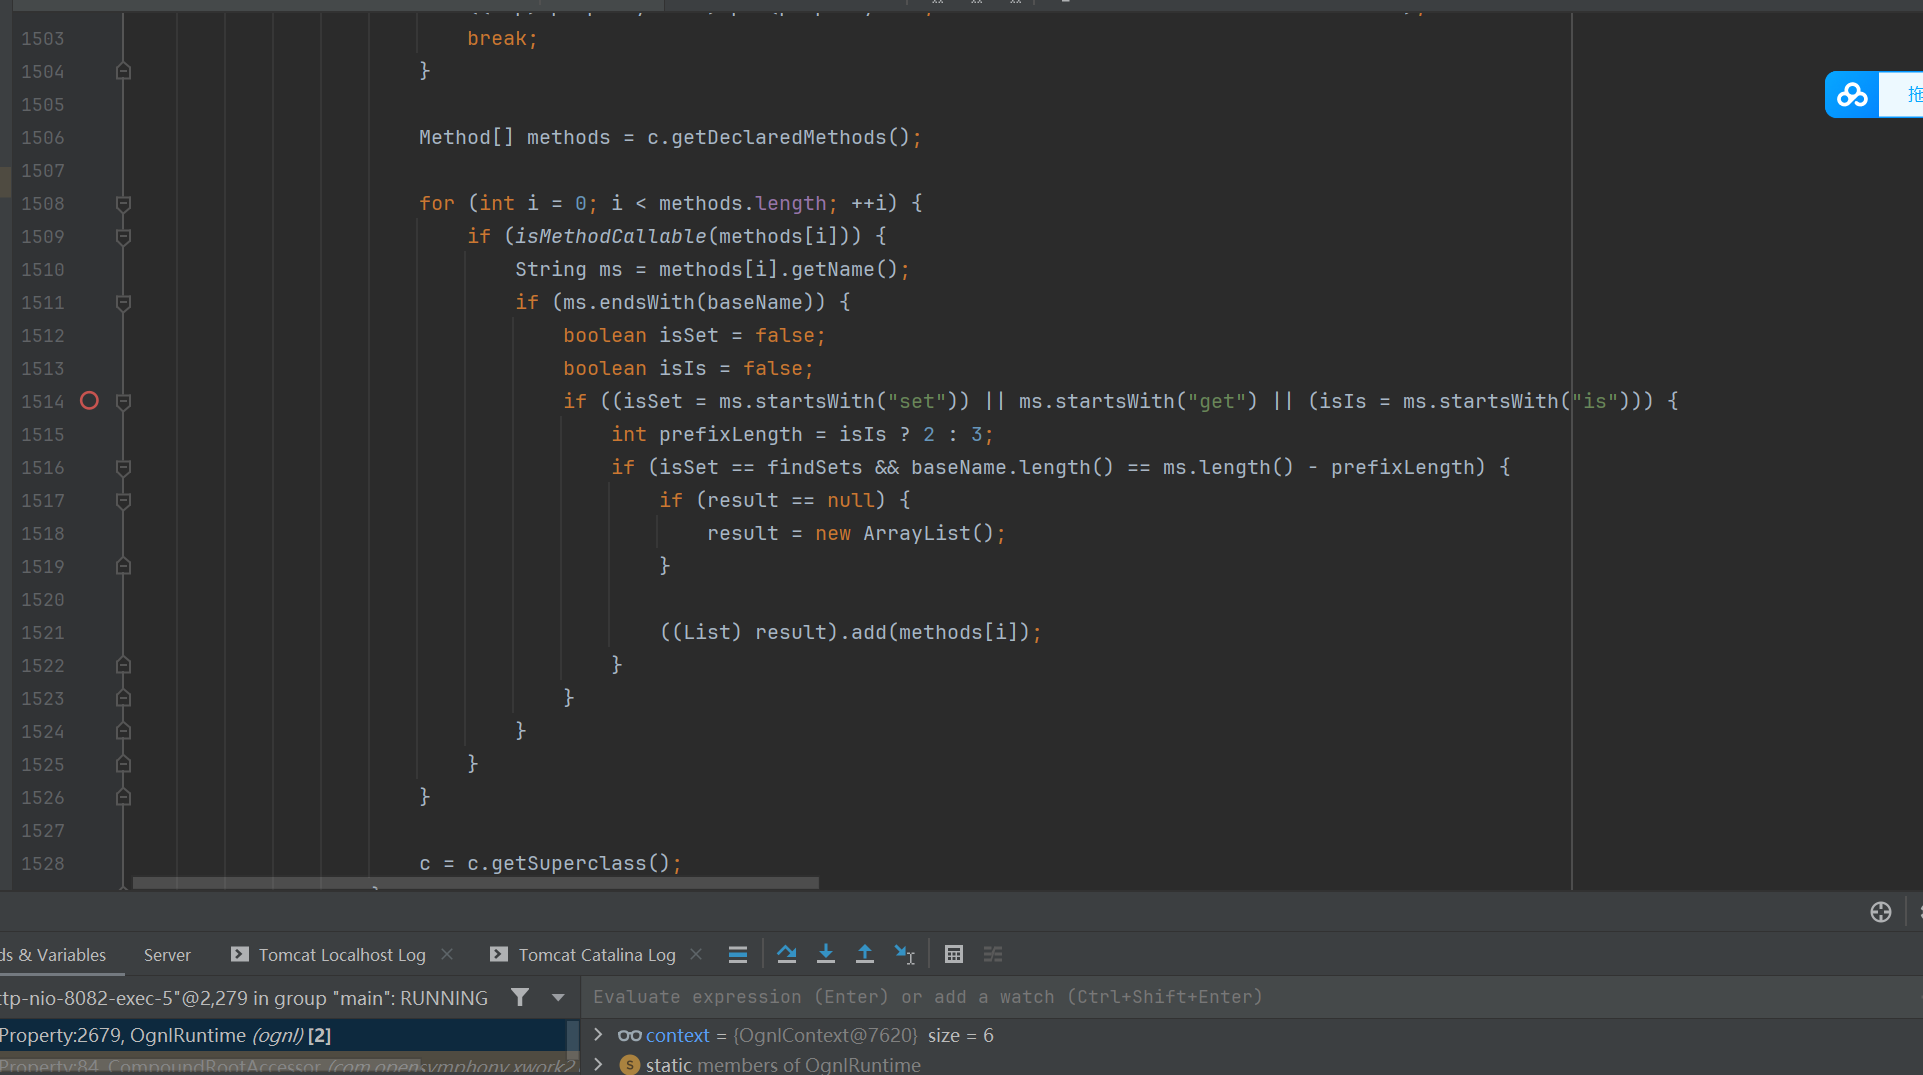 1503 break;
1504 }
1505
1506 Method[] methods = c.getDeclaredMethods();
1507
1508 for (int i = 0; i < methods.length; ++i) {
1509 if (isMethodCallable(methods[i])) {
1510 String ms = methods[i].getName();
1511 if (ms.endsWith(baseName)) {
1512 boolean isSet = false;
1513 boolean isIs = false;
1514 if ((isSet = ms.startsWith("set")) || ms.startsWith("get") || (isIs = ms.startsWith("is"))) {
1515 int prefixLength = isIs ? 2 : 3;
1516 if (isSet == findSets && baseName.length() == ms.length() - prefixLength) {
1517 if (result == null) {
1518 result = new ArrayList();
1519 }
1520
1521 ((List) result).add(methods[i]);
1522 }
1523 }
1524 }
1525 }
1526 }
1527
1528 c = c.getSuperclass();
拖
ds & Variables Server Tomcat Localhost Log Tomcat Catalina Log
ttp-nio-8082-exec-5"@2,279 in group "main": RUNNING
Evaluate expression (Enter) or add a watch (Ctrl+Shift+Enter)
Property:2679, OgnlRuntime (ognl) [2]
context = {OgnlContext@7620} size = 6
Property:84, CompoundRootAccessor (com.opensymphony.xwork2
static members of OgnlRuntime